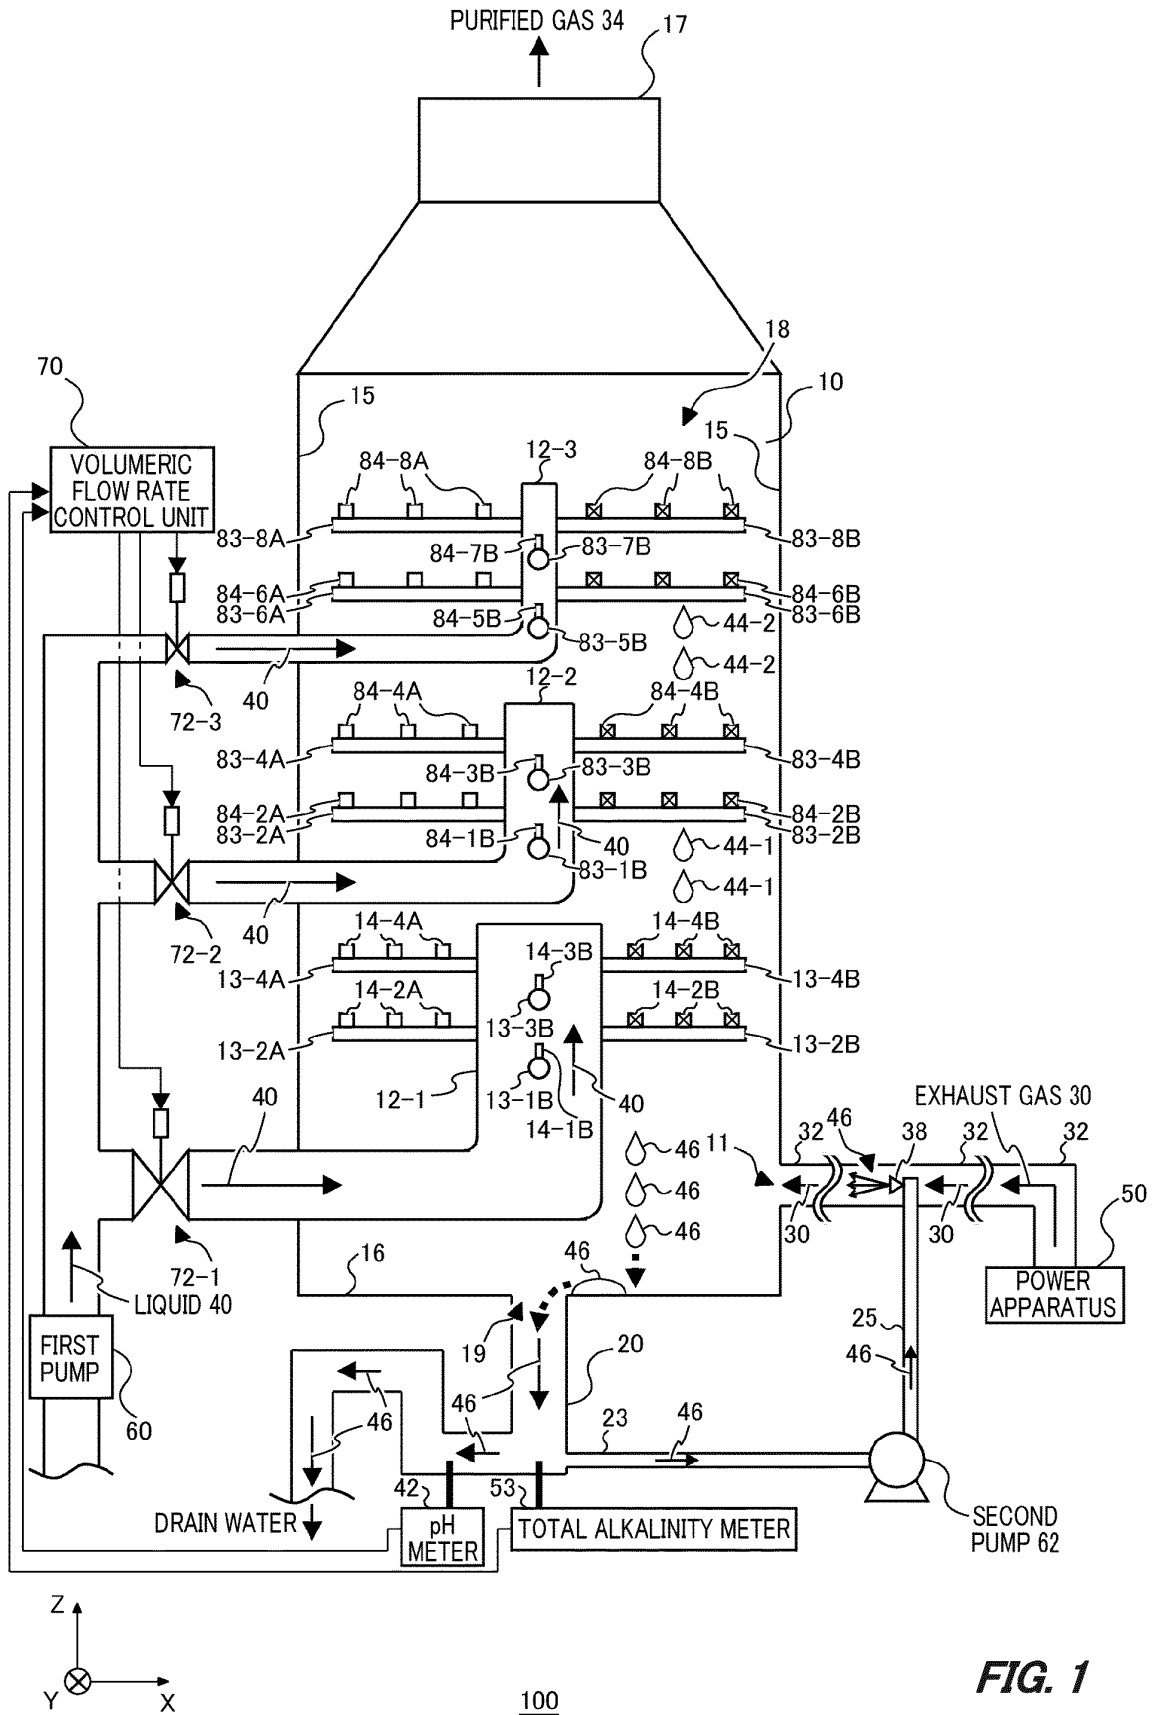 PURIFIED GAS 34
17
18
70
15
10
15
VOLUMERIC
FLOW RATE
CONTROL UNIT
12-3
84-8A
84-8B
83-8A
84-7B
83-7B
83-8B
84-6A
83-6A
84-5B
83-5B
84-6B
83-6B
44-2
44-2
40
72-3
12-2
84-4A
84-4B
83-4A
84-3B
83-3B
83-4B
84-2A
83-2A
84-1B
40
84-2B
83-2B
83-1B
44-1
44-1
40
72-2
14-4A
14-3B
14-4B
13-4A
13-4B
14-2A
13-3B
14-2B
13-2A
13-2B
12-1
13-1B
40
14-1B
40
EXHAUST GAS 30
46
11
32
46
38
32
32
46
46
30
30
50
72-1
16
46
POWER
APPARATUS
LIQUID 40
FIRST
PUMP
19
20
25
46
60
46
46
46
23
46
42
53
DRAIN WATER
pH
METER
TOTAL ALKALINITY METER
SECOND
PUMP 62
Z
Y
X
100
FIG. 1